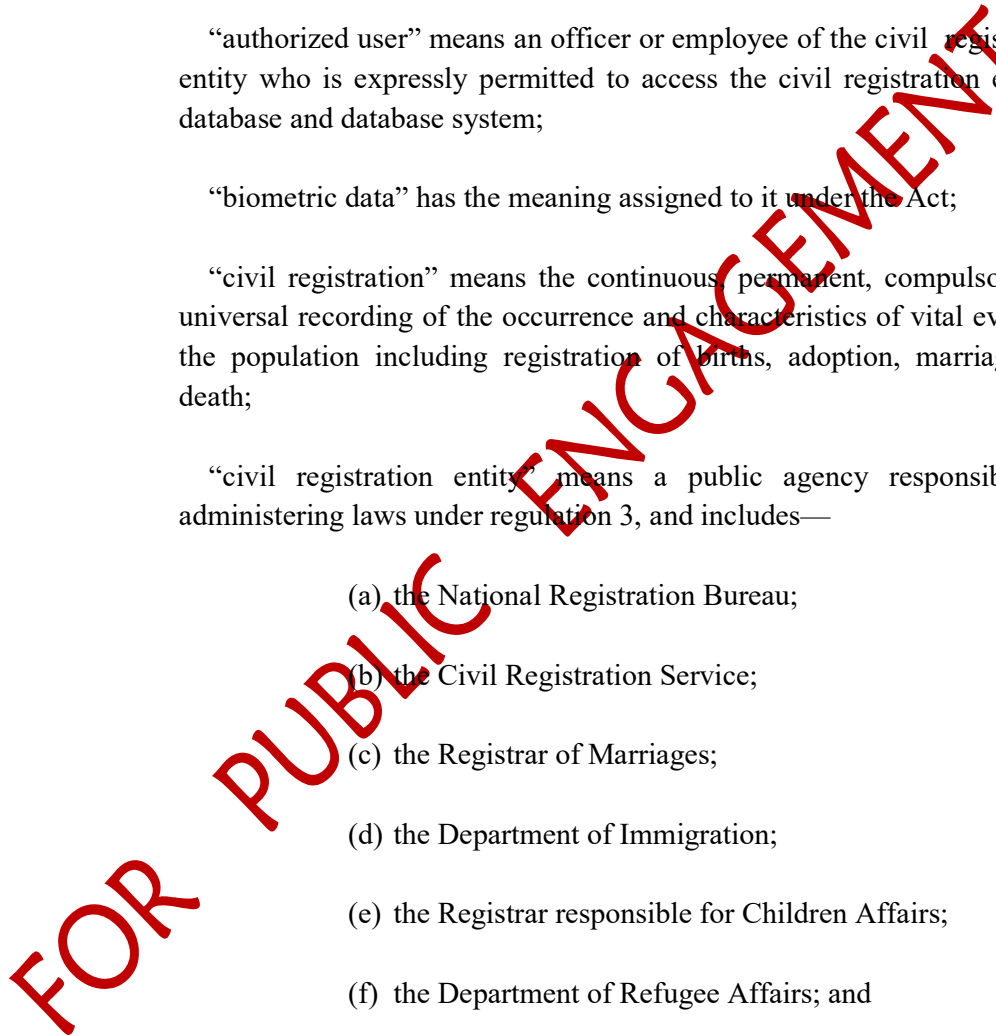 “authorized user” means an officer or employee of the civil
entity who is expressly permitted to access the civil registration
database and database system;
“biometric data” has the meaning assigned to it under the Act;
“civil registration” means the continuous, permanent,
universal recording of the occurrence and characteristics of vital
the population including registration of births, adoption,
death;
“civil registration entity” means a public agency
administering laws under regulation 3, and includes—
(a) the National Registration Bureau;
(b) the Civil Registration Service;
(c) the Registrar of Marriages;
(d) the Department of Immigration;
(e) the Registrar responsible for Children Affairs;
(f) the Department of Refugee Affairs; and
FOR PUBLIC ENGAGEMENT